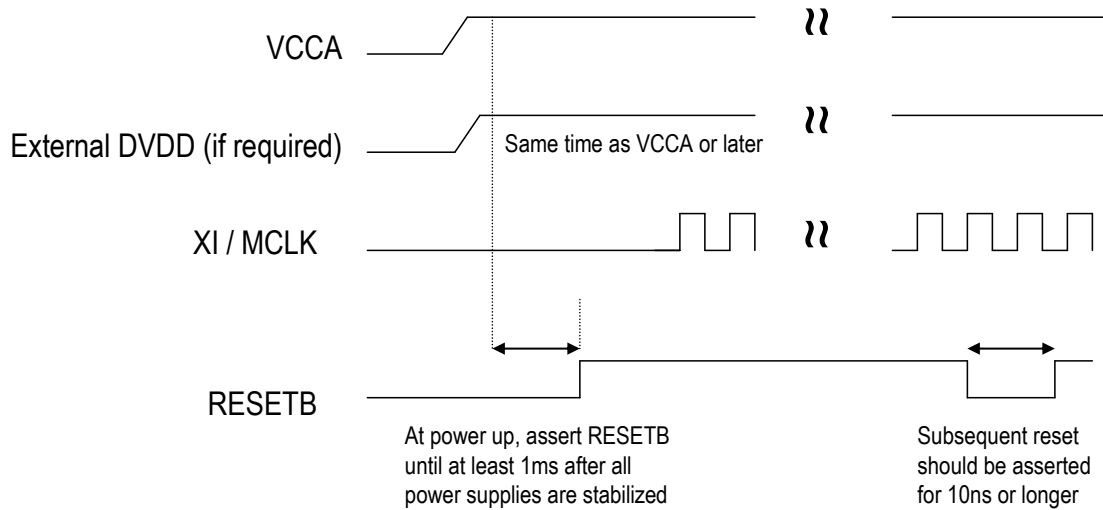 VCCA
External DVDD (if required)
Same time as VCCA or later
XI / MCLK
RESETB
At power up, assert RESETB
until at least 1ms after all
power supplies are stabilized
Subsequent reset
should be asserted
for 10ns or longer